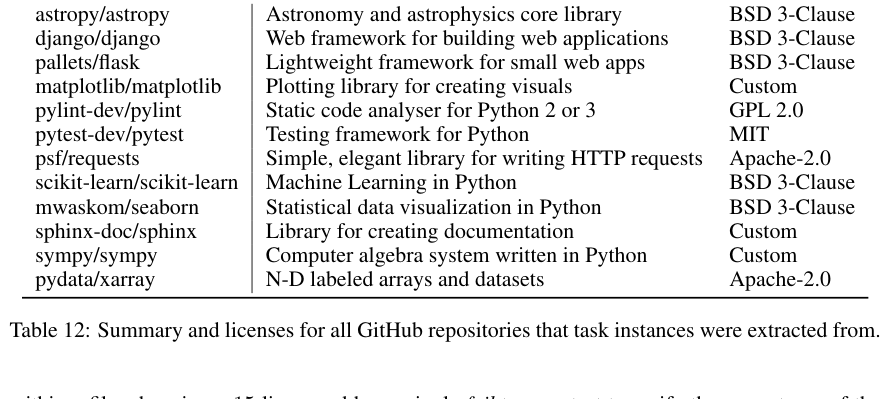 astropy/astropy Astronomy and astrophysics core library BSD 3-Clause
django/django Web framework for building web applications BSD 3-Clause
pallets/flask Lightweight framework for small web apps BSD 3-Clause
matplotlib/matplotlib Plotting library for creating visuals Custom
pylint-dev/pylint Static code analyser for Python 2 or 3 GPL 2.0
pytest-dev/pytest Testing framework for Python MIT
psf/requests Simple, elegant library for writing HTTP requests Apache-2.0
scikit-learn/scikit-learn Machine Learning in Python BSD 3-Clause
mwaskom/seaborn Statistical data visualization in Python BSD 3-Clause
sphinx-doc/sphinx Library for creating documentation Custom
sympy/sympy Computer algebra system written in Python Custom
pydata/xarray N-D labeled arrays and datasets Apache-2.0
Table 12: Summary and licenses for all GitHub repositories that task instances were extracted from.